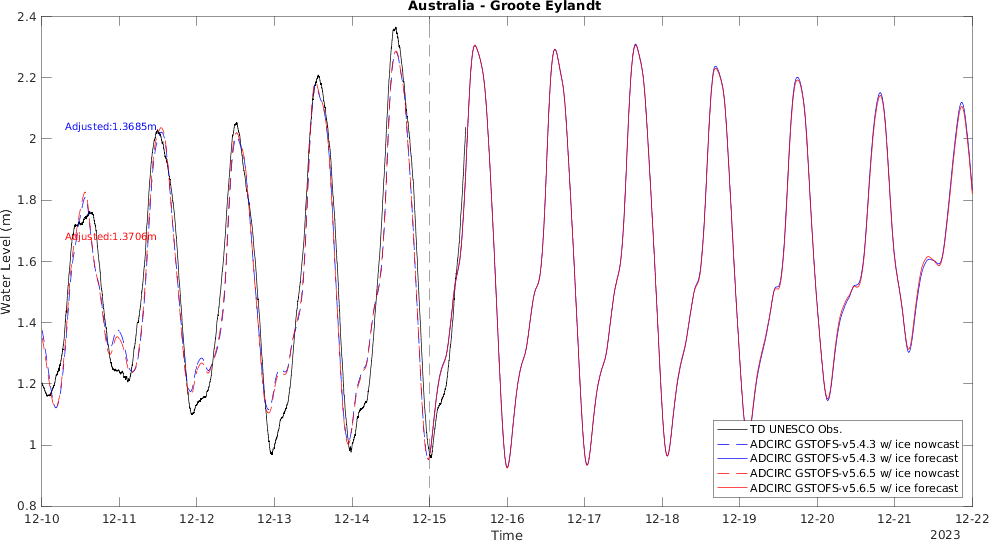 Australia - Groote Eylandt
2.4
2.2
2
1.8
1.6
1.4
1.2
1
0.8
Water Level (m)
Adjusted:1.3685m
Adjusted:1.3706m
TD UNESCO Obs.
ADCIRC GSTOFS-v5.4.3 w/ ice nowcast
ADCIRC GSTOFS-v5.4.3 w/ ice forecast
ADCIRC GSTOFS-v5.6.5 w/ ice nowcast
ADCIRC GSTOFS-v5.6.5 w/ ice forecast
12-10 12-11 12-12 12-13 12-14 12-15 12-16 12-17 12-18 12-19 12-20 12-21 12-22
Time
2023